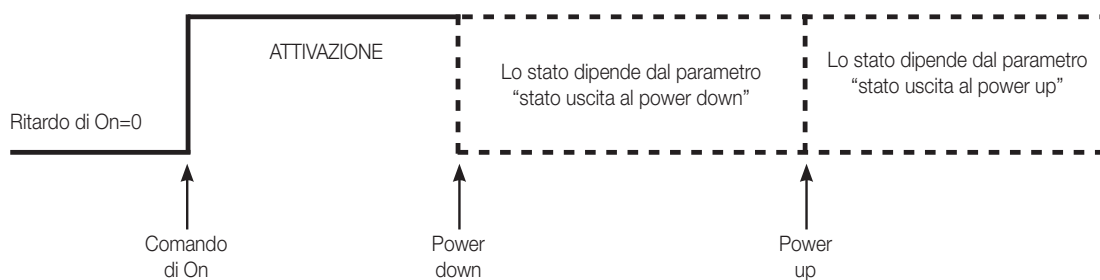 ATTIVAZIONE
Lo stato dipende dal parametro
“stato uscita al power down”
Lo stato dipende dal parametro
“stato uscita al power up”
Ritardo di On=0
Comando
di On
Power
down
Power
up